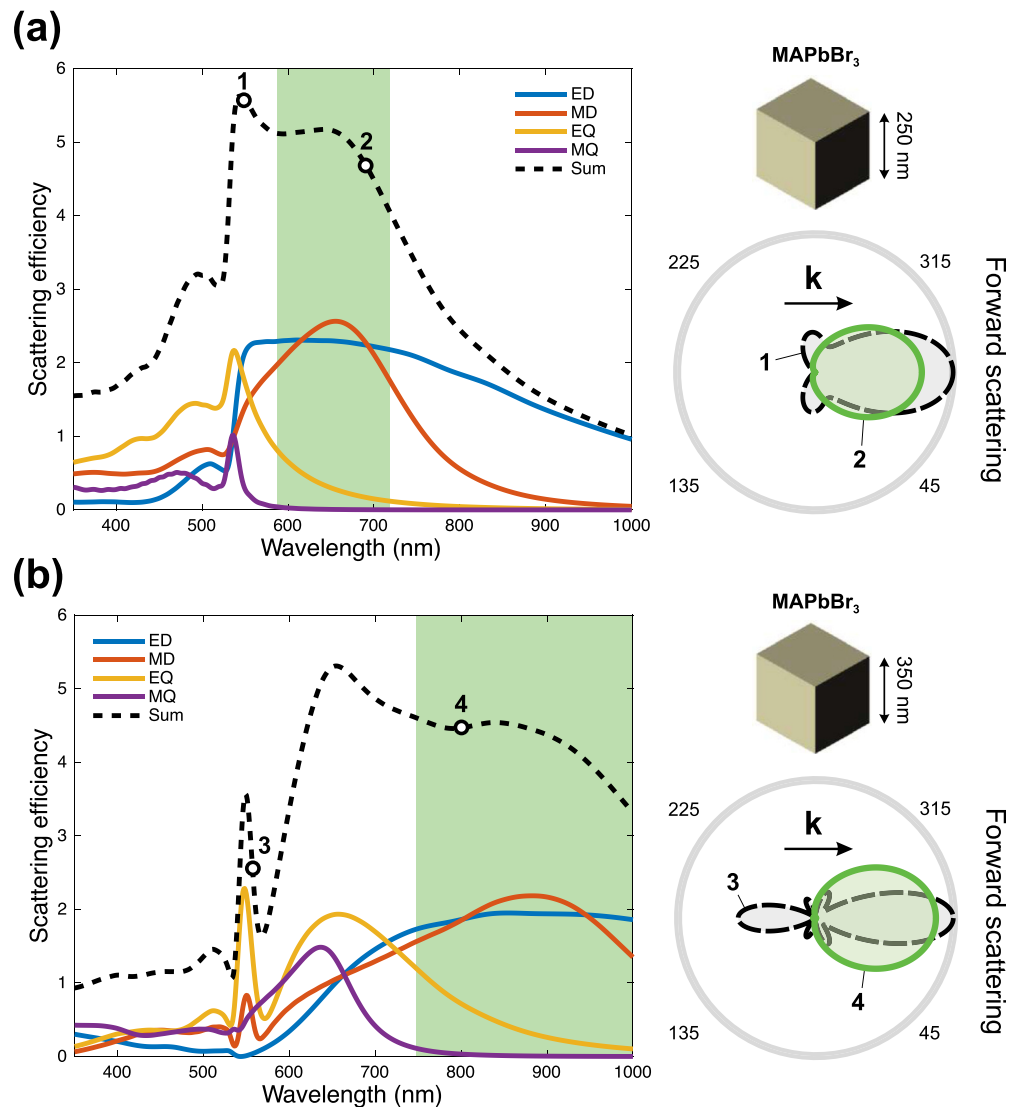 (a)
6
5
4
3
2
1
0
Scattering efficiency
400 500 600 700 800 900 1000
Wavelength (nm)
1
2
ED
MD
EQ
MQ
Sum
MAPbBr3
250 nm
225
315
k
1
2
135
45
Forward scattering
(b)
6
5
4
3
2
1
0
Scattering efficiency
400 500 600 700 800 900 1000
Wavelength (nm)
ED
MD
EQ
MQ
Sum
3
4
MAPbBr3
350 nm
225
315
k
3
4
135
45
Forward scattering